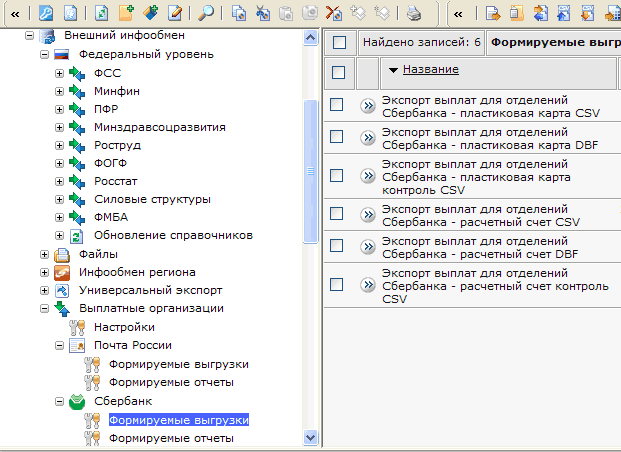 Внешний инфообмен
Федеральный уровень
ФСС
Минфин
ПФР
Минздравсоцразвития
Роструд
ФОГФ
Росстат
Силовые структуры
ФМБА
Обновление справочников
Файлы
Инфообмен региона
Универсальный экспорт
Выплатные организации
Настройки
Почта России
Формируемые выгрузки
Формируемые отчеты
Сбербанк
Формируемые выгрузки
Формируемые отчеты
Найдено записей: 6
Формируемые выгр
Название
Экспорт выплат для отделений
Сбербанка - пластиковая карта CSV
Экспорт выплат для отделений
Сбербанка - пластиковая карта DBF
Экспорт выплат для отделений
Сбербанка - пластиковая карта
контроль CSV
Экспорт выплат для отделений
Сбербанка - расчетный счет CSV
Экспорт выплат для отделений
Сбербанка - расчетный счет DBF
Экспорт выплат для отделений
Сбербанка - расчетный счет контроль
CSV